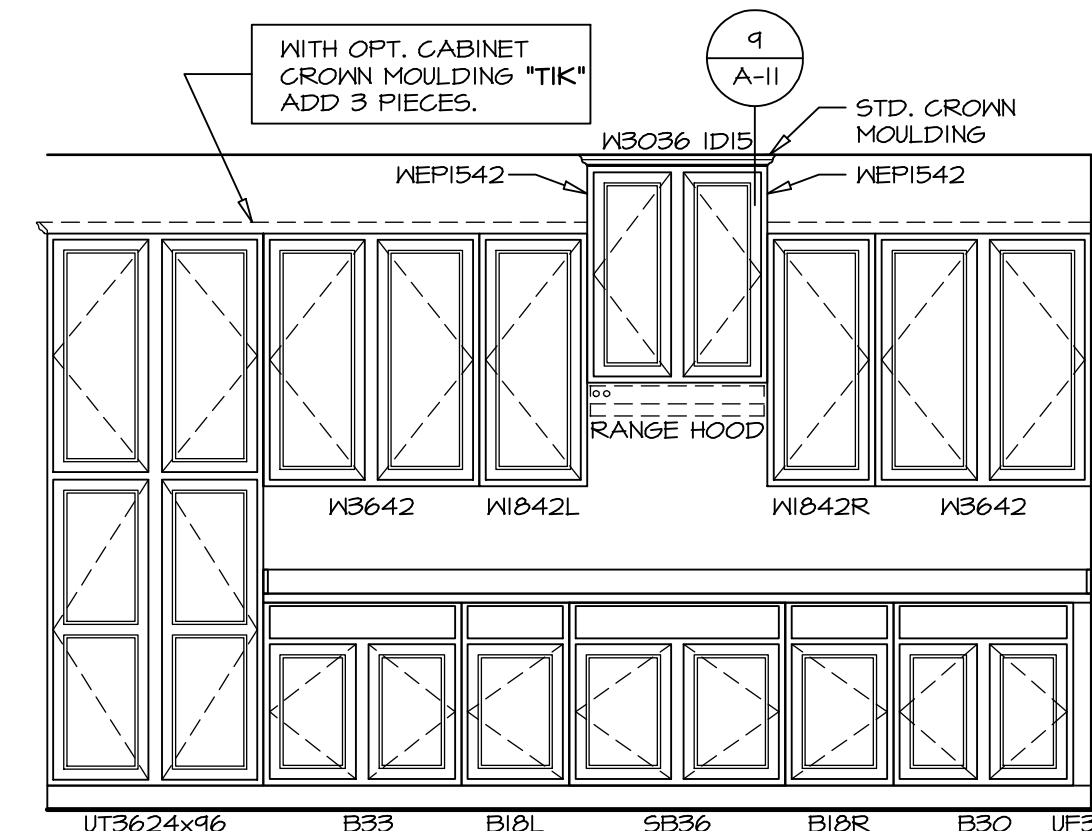 WITH OPT. CABINET
CROWN MOULDING "TIK"
ADD 3 PIECES.
9
A-11
STD. CROWN
MOULDING
W3036 1D15
WEP1542
WEP1542
RANGE HOOD
W3642
W1842L
W1842R
W3642
UT3624x96
B33
B18L
SB36
B18R
B30
UF3